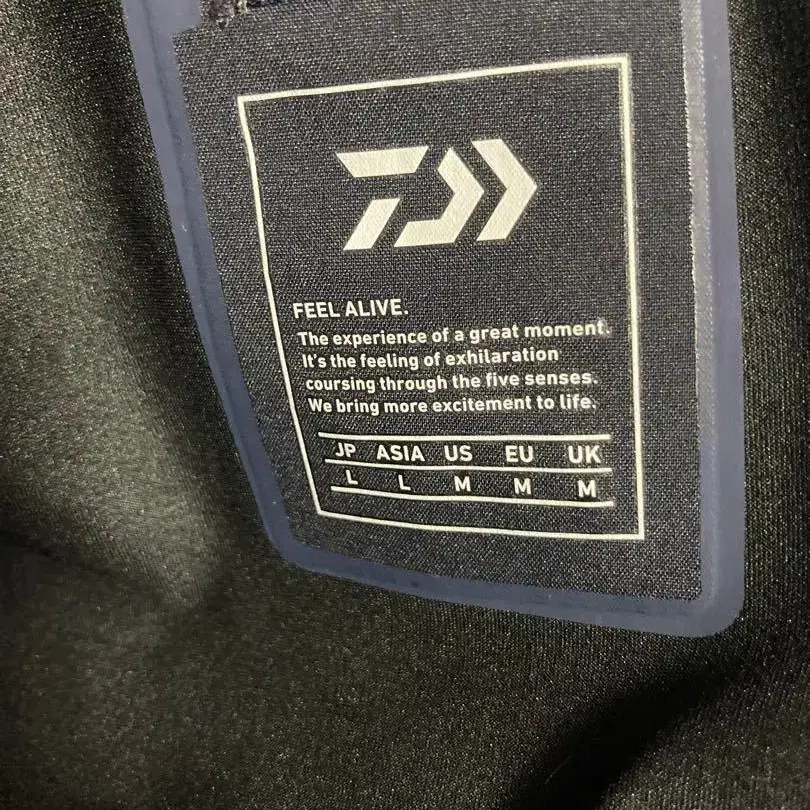 FEEL ALIVE.
The experience of a great moment.
It's the feeling of exhilaration
coursing through the five senses.
We bring more excitement to life.
JP ASIA US EU UK
L L M M M